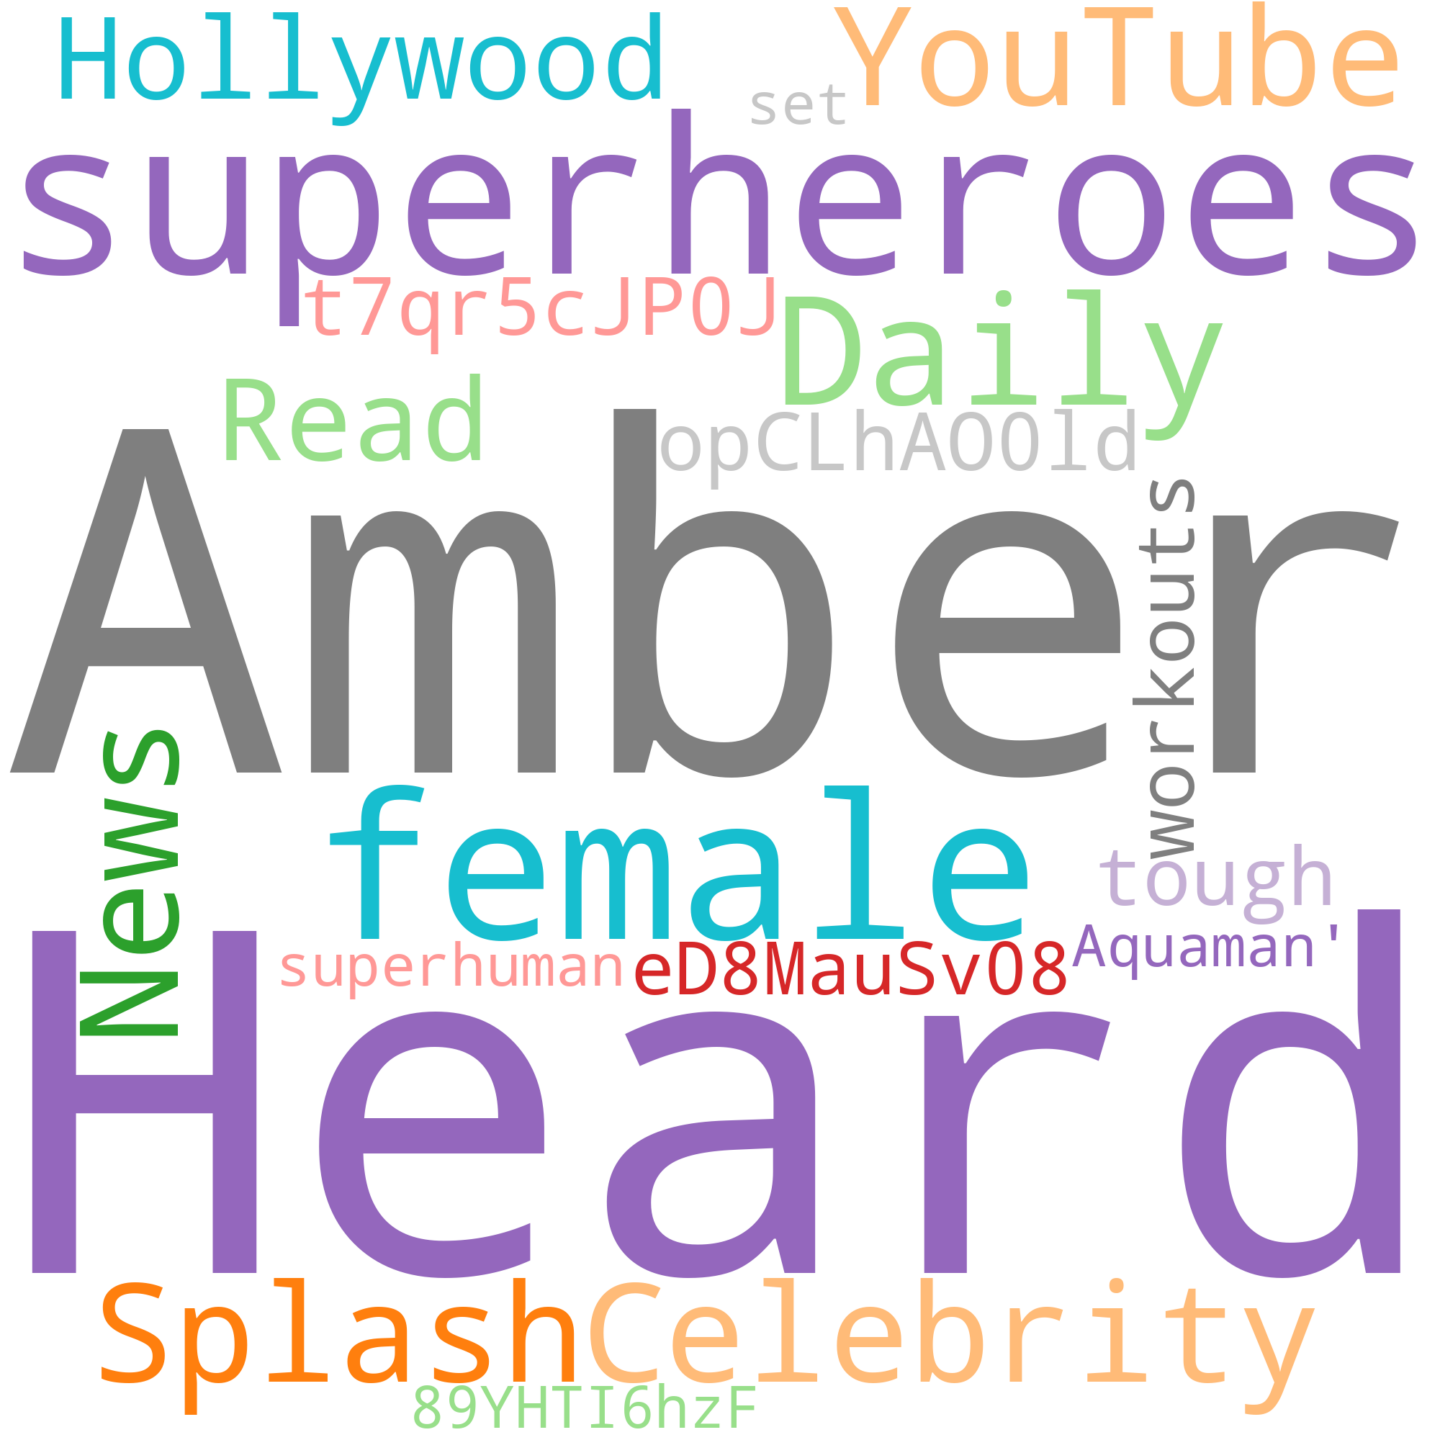 Hollywood
YouTube
set
superheroes
t7qr5cJP0J
Daily
Read
opCLhAO0ld
Amber
workouts
News
female
tough
superhuman
eD8MauSv08
Aquaman'
Heard
Splash
Celebrity
89YHTI6hzF